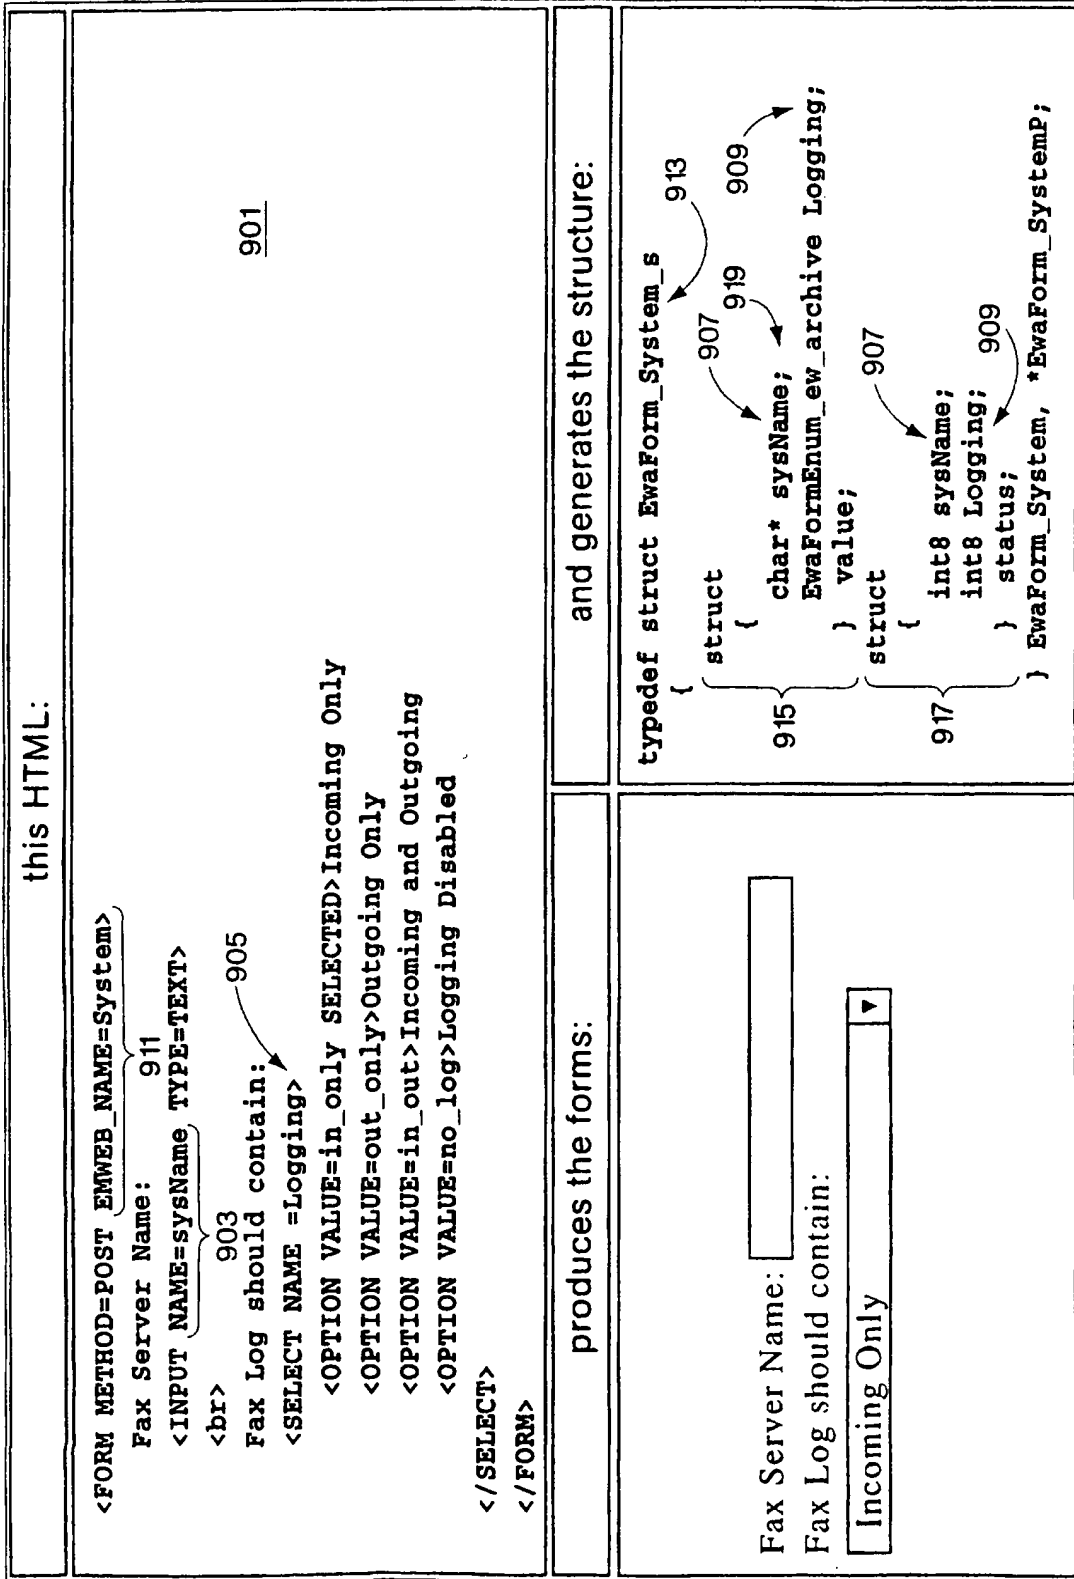 this HTML:
<FORM METHOD=POST EMWEB_NAME=System>
911
Fax Server Name:
<INPUT NAME=sysName TYPE=TEXT>
903
<br>
905
Fax Log should contain:
<SELECT NAME =Logging>
<OPTION VALUE=in_only SELECTED>Incoming Only
<OPTION VALUE=out_only>Outgoing Only
<OPTION VALUE=in_out>Incoming and Outgoing
<OPTION VALUE=no_log>Logging Disabled
</SELECT>
</FORM>
901
produces the forms:
Fax Server Name:
Fax Log should contain:
Incoming Only
and generates the structure:
typedef struct EwaForm_System_s
913
{
struct
907
919
909
{
char* sysName;
EwaFormEnum_ew_archive Logging;
} value;
915
struct
907
{
int8 sysName;
int8 Logging;
909
} status;
917
} EwaForm_System, *EwaForm_SystemP;